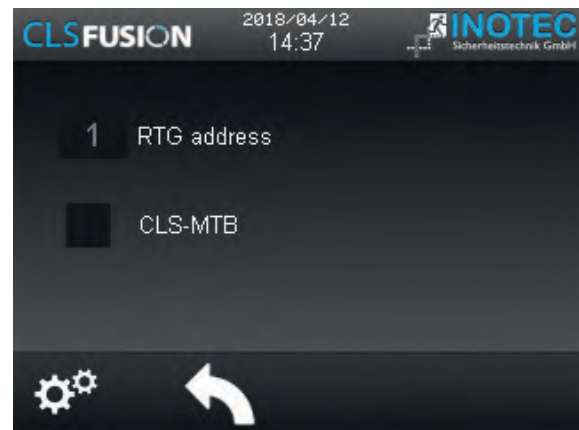 CLSFUSION
2018/04/12
14:37
INOTEC
Sicherheitstechnik GmbH
1 RTG address
CLS-MTB